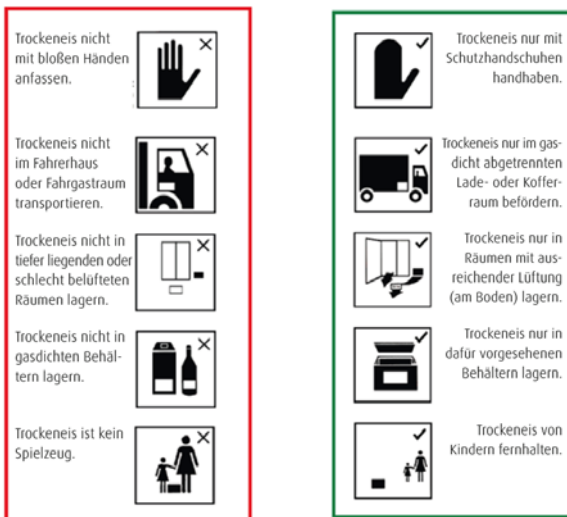 Trockeneis nicht
mit bloßen Händen
anfassen.
Trockeneis nicht
im Fahrerhaus
oder Fahrgastraum
transportieren.
Trockeneis nicht in
tiefer liegenden oder
schlecht belüfteten
Räumen lagern.
Trockeneis nicht in
gasdichten Behäl-
tern lagern.
Trockeneis ist kein
Spielzeug.
Trockeneis nur mit
Schutzhandschuhen
handhaben.
Trockeneis nur im gas-
dicht abgetrennten
Lade- oder Koffer-
raum befördern.
Trockeneis nur in
Räumen mit aus-
reichender Lüftung
(am Boden) lagern.
Trockeneis nur in
dafür vorgesehenen
Behältern lagern.
Trockeneis von
Kindern fernhalten.